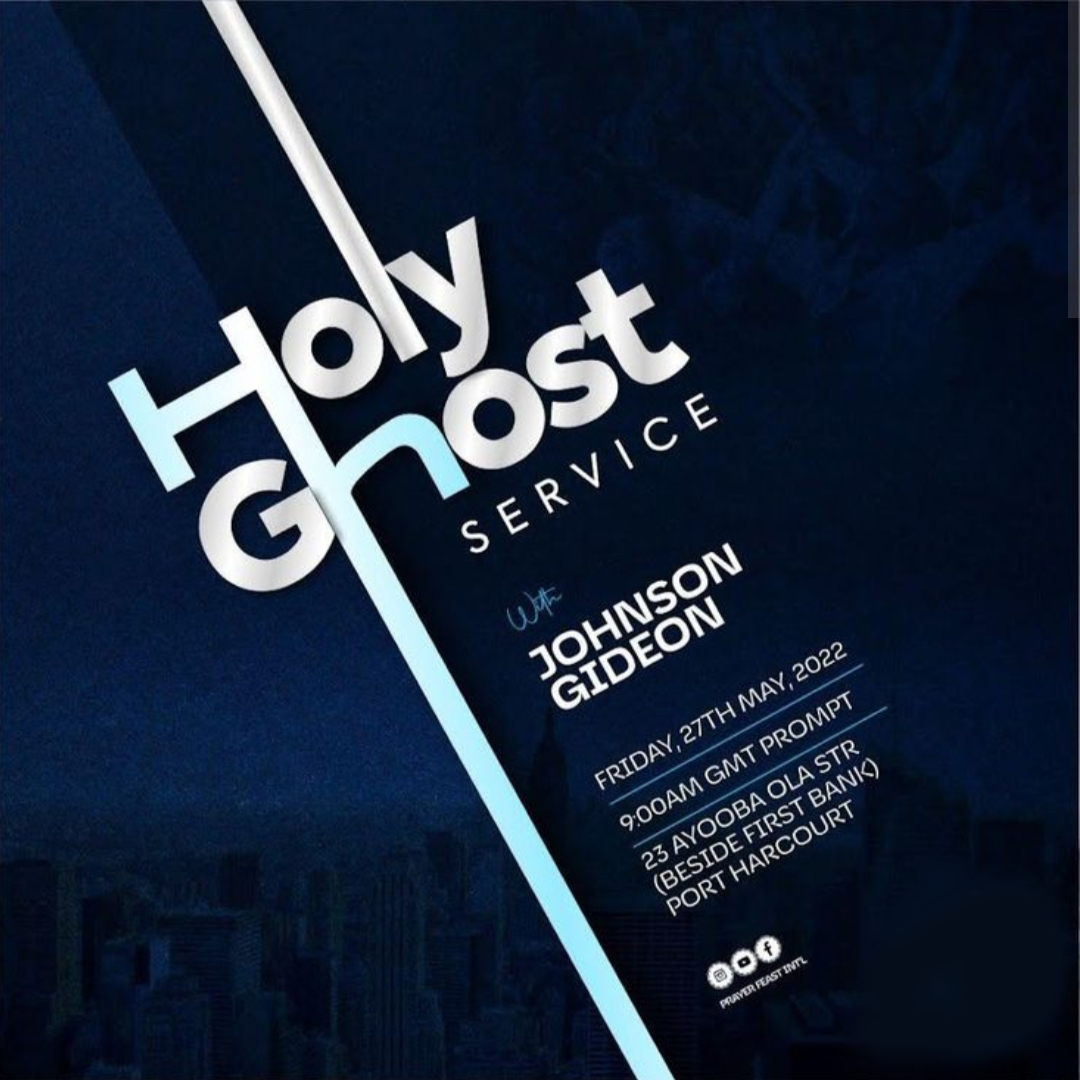 Holy
Ghost
SERVICE
With
JOHNSON
GIDEON
FRIDAY, 27TH MAY, 2022
9:00AM GMT PROMPT
23 AYOOBA OLA STR
(BESIDE FIRST BANK)
PORT HARCOURT
PRAYER FEAST INTL